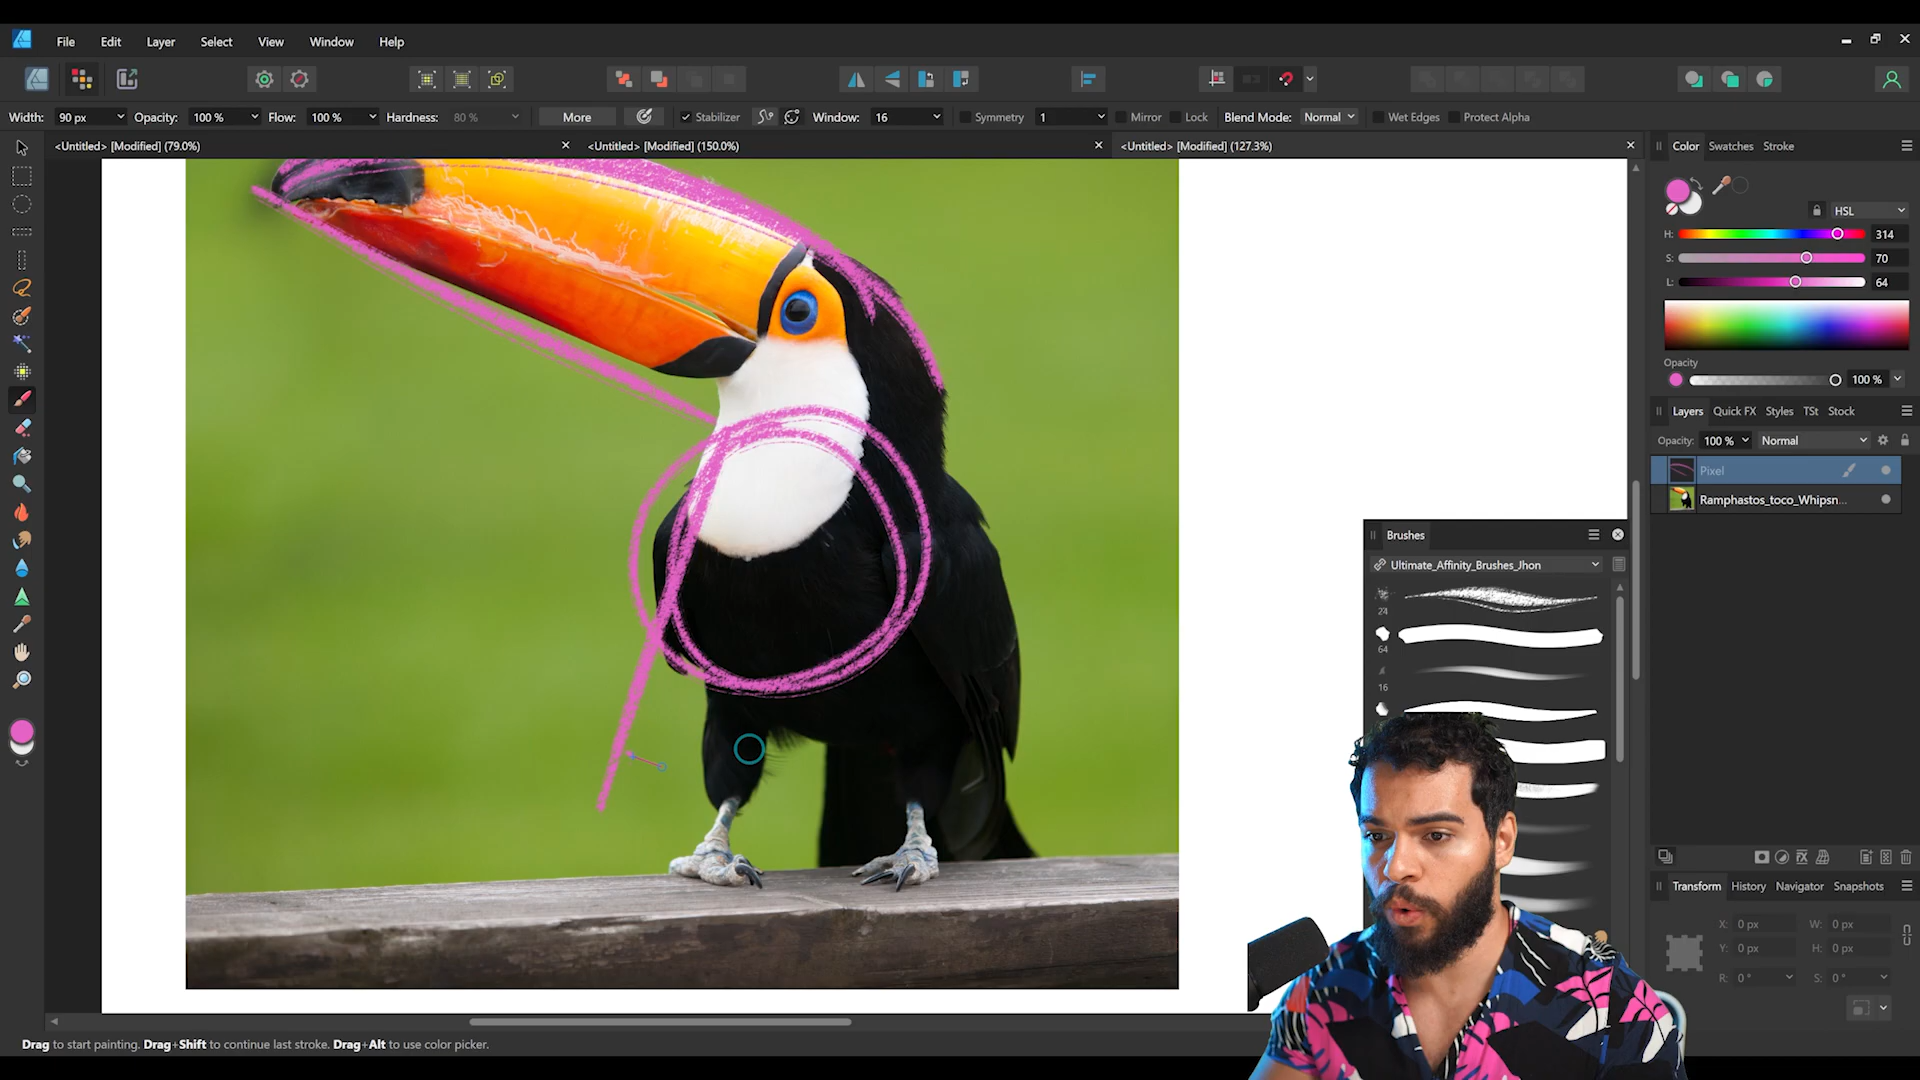 File Edit Layer Select View Window Help
Width: 90 px Opacity: 100 % Flow: 100 % Hardness: 80 % More Stabilizer Window: 16 Symmetry 1 Mirror Lock Blend Mode: Normal Wet Edges Protect Alpha
<Untitled> [Modified] (79.0%) <Untitled> [Modified] (150.0%) <Untitled> [Modified] (127.3%)
Color Swatches Stroke
HSL
H: 314
S: 70
L: 64
Opacity
100 %
Layers Quick FX Styles TSt Stock
Opacity: 100 % Normal
Pixel
Ramphastos_toco_Whipsn...
Brushes
Ultimate_Affinity_Brushes_Jhon
24
64
16
Transform History Navigator Snapshots
X: 0 px W: 0 px
Y: 0 px H: 0 px
R: 0 ° S: 0 °
Drag to start painting. Drag+Shift to continue last stroke. Drag+Alt to use color picker.